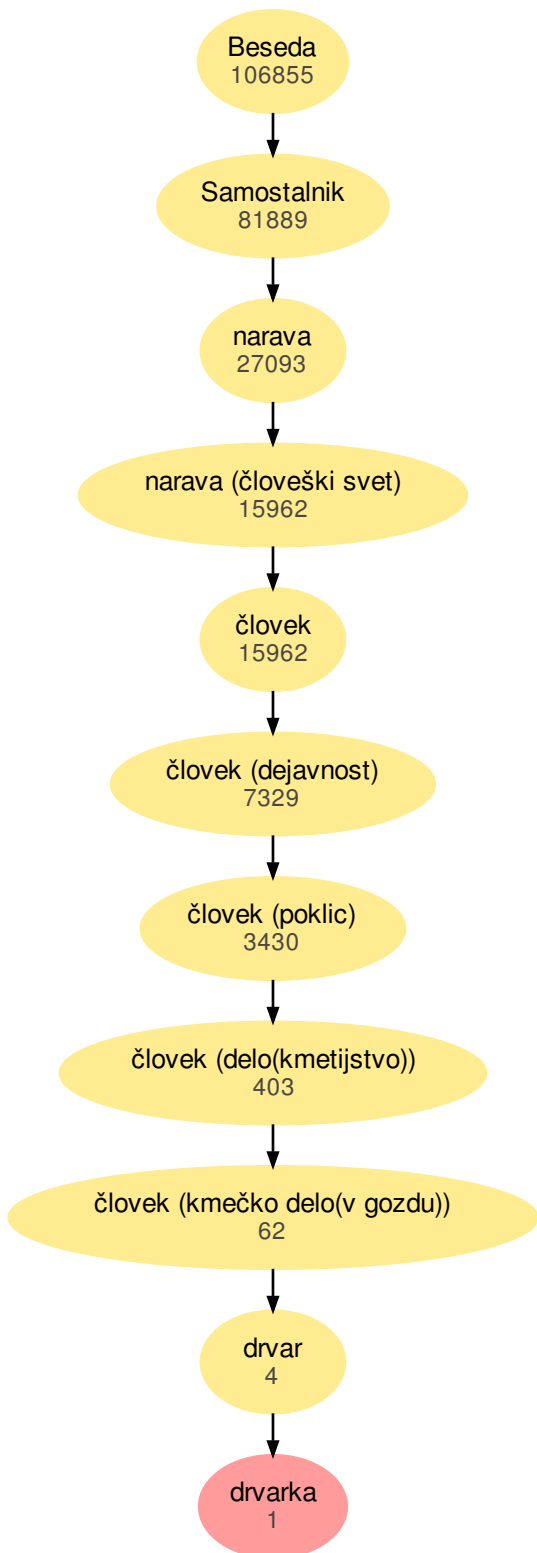 Beseda
106855
Samostalnik
81889
narava
27093
narava (človeški svet)
15962
človek
15962
človek (dejavnost)
7329
človek (poklic)
3430
človek (delo(kmetijstvo))
403
človek (kmečko delo(v gozdu))
62
drvar
4
drvarka
1